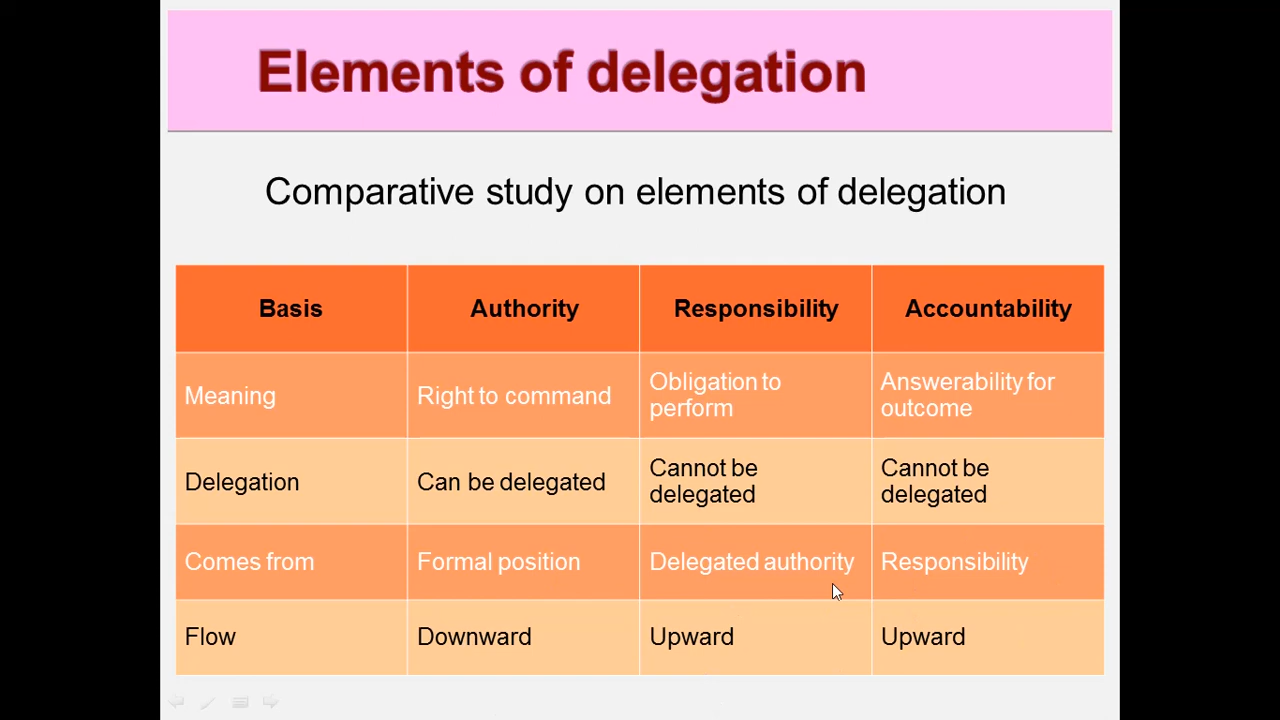 Elements of delegation
Comparative study on elements of delegation
Basis Authority Responsibility Accountability
Meaning Right to command Obligation to perform Answerability for outcome
Delegation Can be delegated Cannot be delegated Cannot be delegated
Comes from Formal position Delegated authority Responsibility
Flow Downward Upward Upward